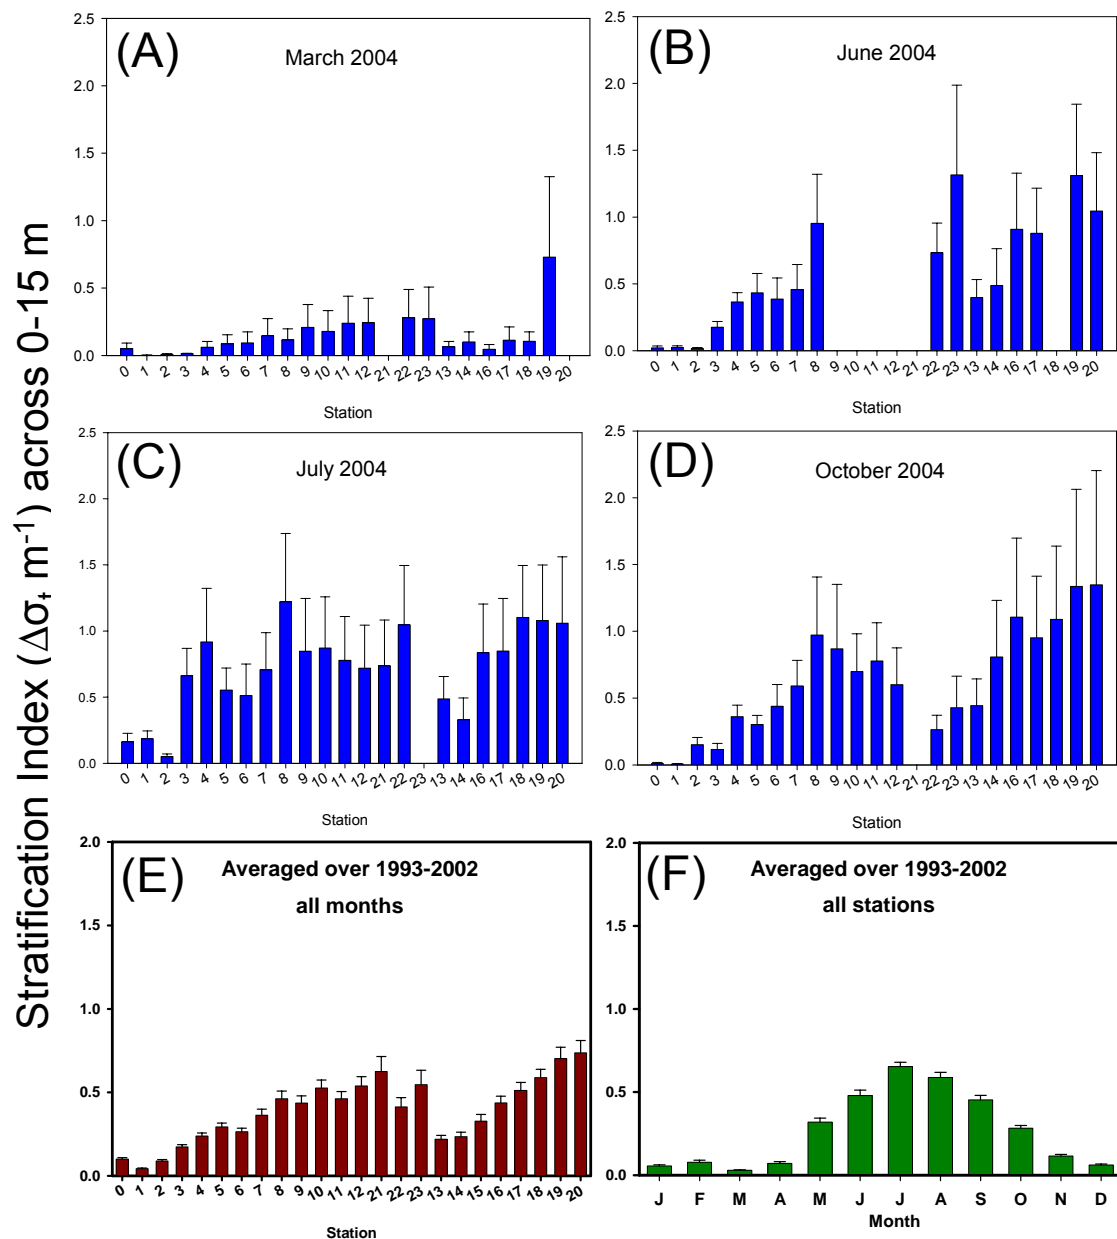 Stratification Index (Δσt m-1) across 0-15 m
(A)
March 2004
2.5
2.0
1.5
1.0
0.5
0.0
0 1 2 3 4 5 6 7 8 9 10 11 12 21 22 23 13 14 16 17 18 19 20
Station
(B)
June 2004
2.5
2.0
1.5
1.0
0.5
0.0
0 1 2 3 4 5 6 7 8 9 10 11 12 21 22 23 13 14 16 17 18 19 20
Station
(C)
July 2004
2.5
2.0
1.5
1.0
0.5
0.0
0 1 2 3 4 5 6 7 8 9 10 11 12 21 22 23 13 14 16 17 18 19 20
Station
(D)
October 2004
2.5
2.0
1.5
1.0
0.5
0.0
0 1 2 3 4 5 6 7 8 9 10 11 12 21 22 23 13 14 16 17 18 19 20
Station
(E)
Averaged over 1993-2002
all months
2.0
1.5
1.0
0.5
0.0
0 1 2 3 4 5 6 7 8 9 10 11 12 21 22 23 13 14 15 16 17 18 19 20
Station
(F)
Averaged over 1993-2002
all stations
2.0
1.5
1.0
0.5
0.0
J F M A M J J A S O N D
Month